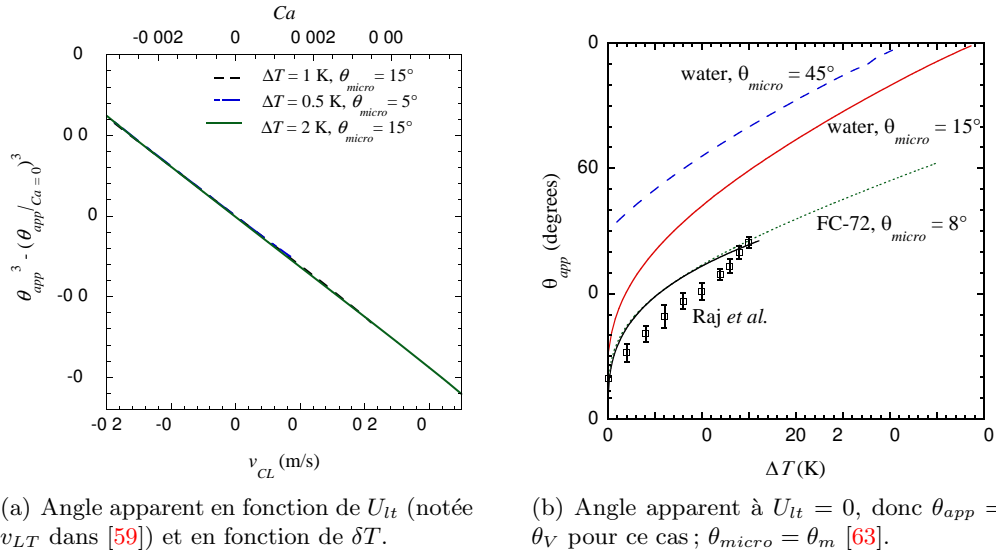 Ca
-0 002 0 0 002 0 00
0
0 0
0
-0 0
-0
θ_app^3 - (θ_app|_Ca = 0)^3
ΔT = 1 K, θ_micro = 15°
ΔT = 0.5 K, θ_micro = 5°
ΔT = 2 K, θ_micro = 15°
-0 2 0 0 0 2 0
v_CL (m/s)
0
60
0
0
θ_app (degrees)
water, θ_micro = 45°
water, θ_micro = 15°
FC-72, θ_micro = 8°
Raj et al.
0 0 20 2 0 0
ΔT (K)
(a) Angle apparent en fonction de U_lt (notée
v_LT dans [59]) et en fonction de δT.
(b) Angle apparent à U_lt = 0, donc θ_app =
θ_V pour ce cas ; θ_micro = θ_m [63].